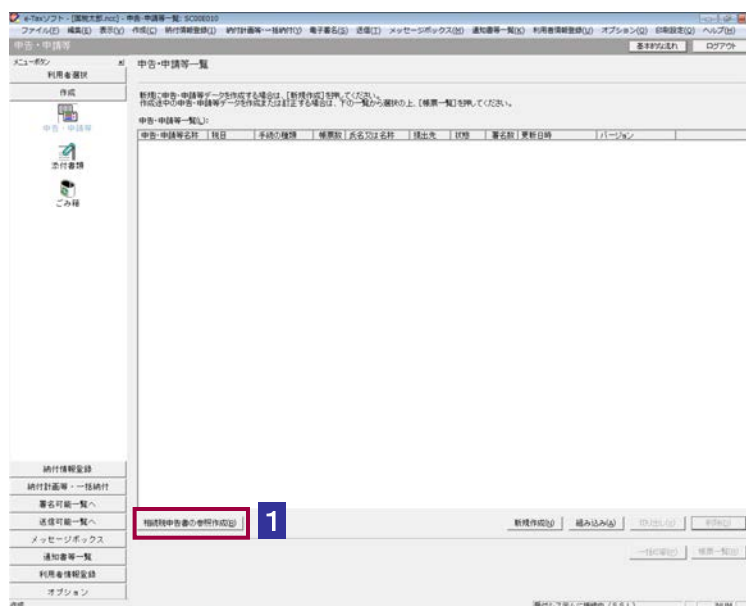 e-Taxソフト - [国税太郎.ncc] - 申告・申請等一覧: SC00E010
ファイル(F) 編集(E) 表示(V) 作成(C) 納付情報登録(I) 納付計画等・一括納付(Y) 電子署名(S) 送信(T) メッセージボックス(M) 通知書等一覧(K) 利用者情報登録(U) オプション(O) 印刷設定(Q) ヘルプ(H)
申告・申請等
基本的な流れ ログアウト
メニューボタン
利用者選択
作成
申告・申請等
添付書類
ごみ箱
申告・申請等一覧
新規に申告・申請等データを作成する場合は、[新規作成]を押してください。
作成途中の申告・申請等データを作成または訂正する場合は、下の一覧から選択の上、[帳票一覧]を押してください。
申告・申請等一覧(L):
申告・申請等名称 税目 手続の種類 帳票数 氏名又は名称 提出先 状態 署名数 更新日時 バージョン
納付情報登録
納付計画等・一括納付
署名可能一覧へ
送信可能一覧へ
メッセージボックス
通知書等一覧
利用者情報登録
オプション
相続税申告書の参照作成(B)
1
新規作成(N) 組み込み(A) 切り出し(O) 削除(D)
帳票一覧
作成
NUM